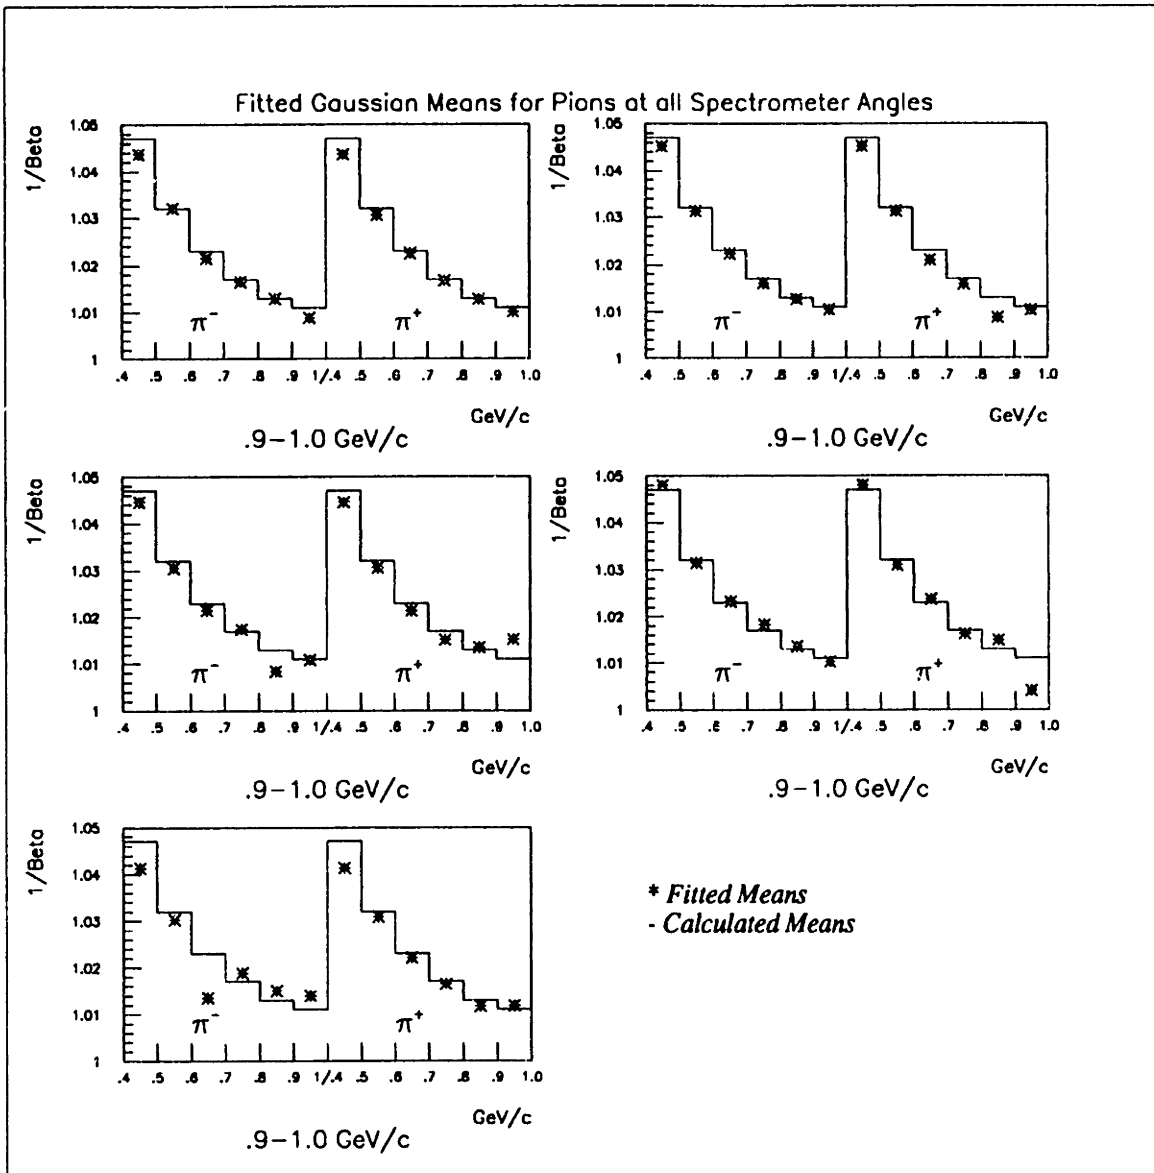 Fitted Gaussian Means for Pions at all Spectrometer Angles
1/Beta
1.05
1.04
1.03
1.02
1.01
1
π⁻
π⁺
.4 .5 .6 .7 .8 .9 1/.4 .5 .6 .7 .8 .9 1.0
GeV/c
.9-1.0 GeV/c
1/Beta
1.05
1.04
1.03
1.02
1.01
1
π⁻
π⁺
.4 .5 .6 .7 .8 .9 1/.4 .5 .6 .7 .8 .9 1.0
GeV/c
.9-1.0 GeV/c
1/Beta
1.05
1.04
1.03
1.02
1.01
1
π⁻
π⁺
.4 .5 .6 .7 .8 .9 1/.4 .5 .6 .7 .8 .9 1.0
GeV/c
.9-1.0 GeV/c
1/Beta
1.05
1.04
1.03
1.02
1.01
1
π⁻
π⁺
.4 .5 .6 .7 .8 .9 1/.4 .5 .6 .7 .8 .9 1.0
GeV/c
.9-1.0 GeV/c
1/Beta
1.05
1.04
1.03
1.02
1.01
1
π⁻
π⁺
.4 .5 .6 .7 .8 .9 1/.4 .5 .6 .7 .8 .9 1.0
GeV/c
.9-1.0 GeV/c
* Fitted Means
- Calculated Means